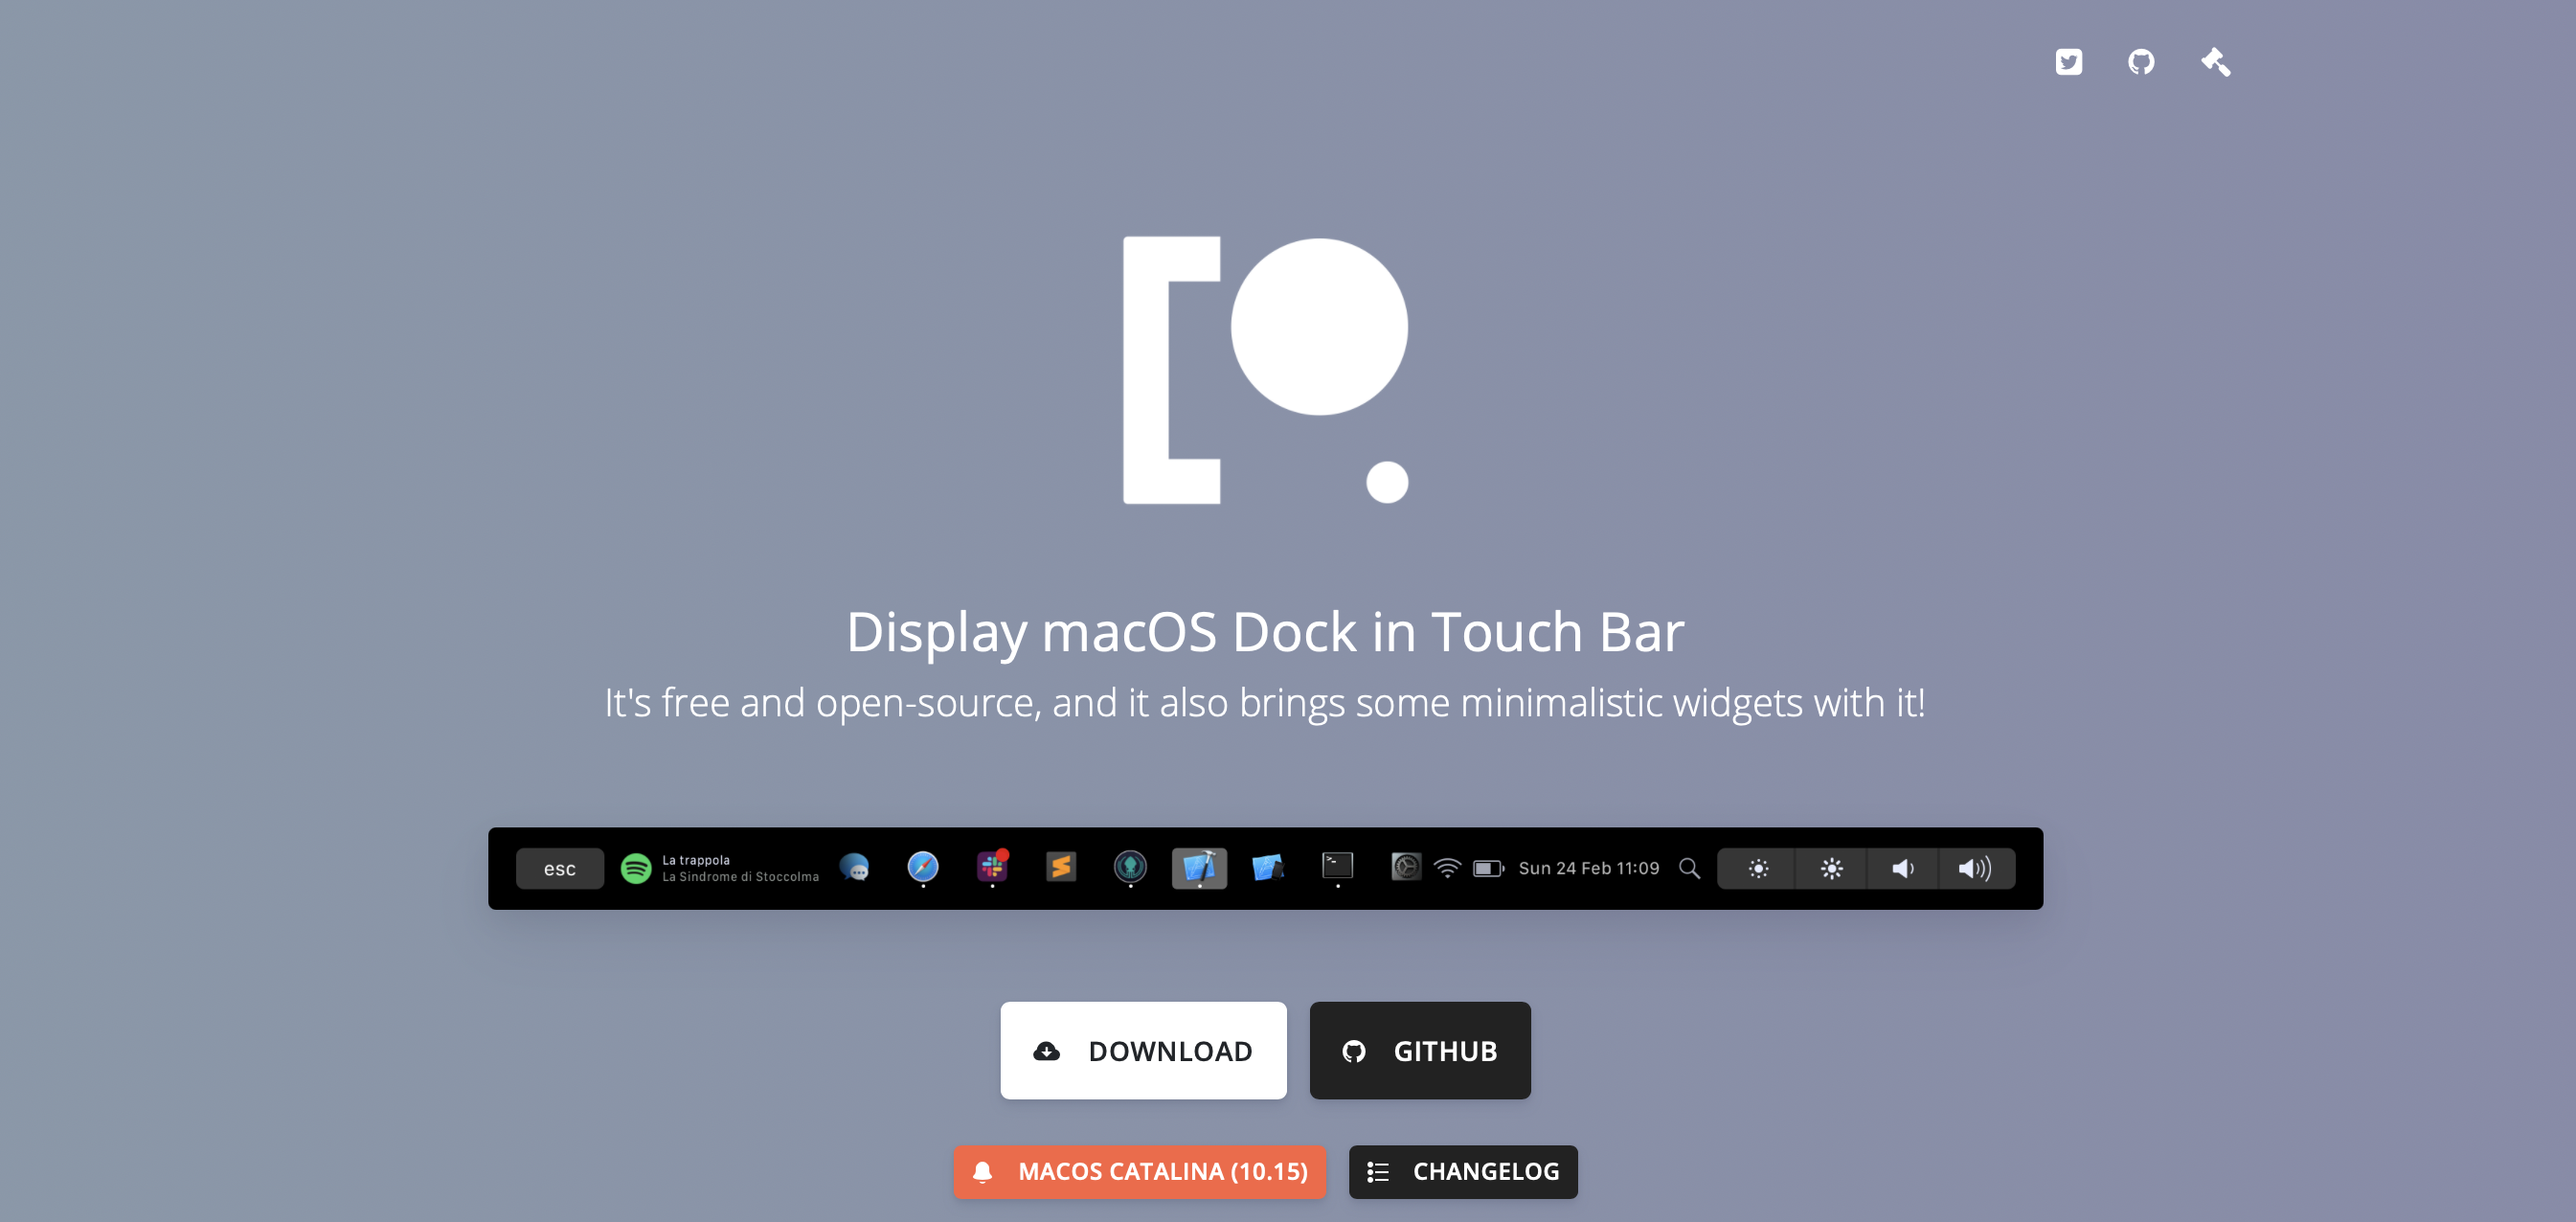 Display macOS Dock in Touch Bar
It's free and open-source, and it also brings some minimalistic widgets with it!
esc
La trappola
La Sindrome di Stoccolma
Sun 24 Feb 11:09
DOWNLOAD
GITHUB
MACOS CATALINA (10.15)
CHANGELOG